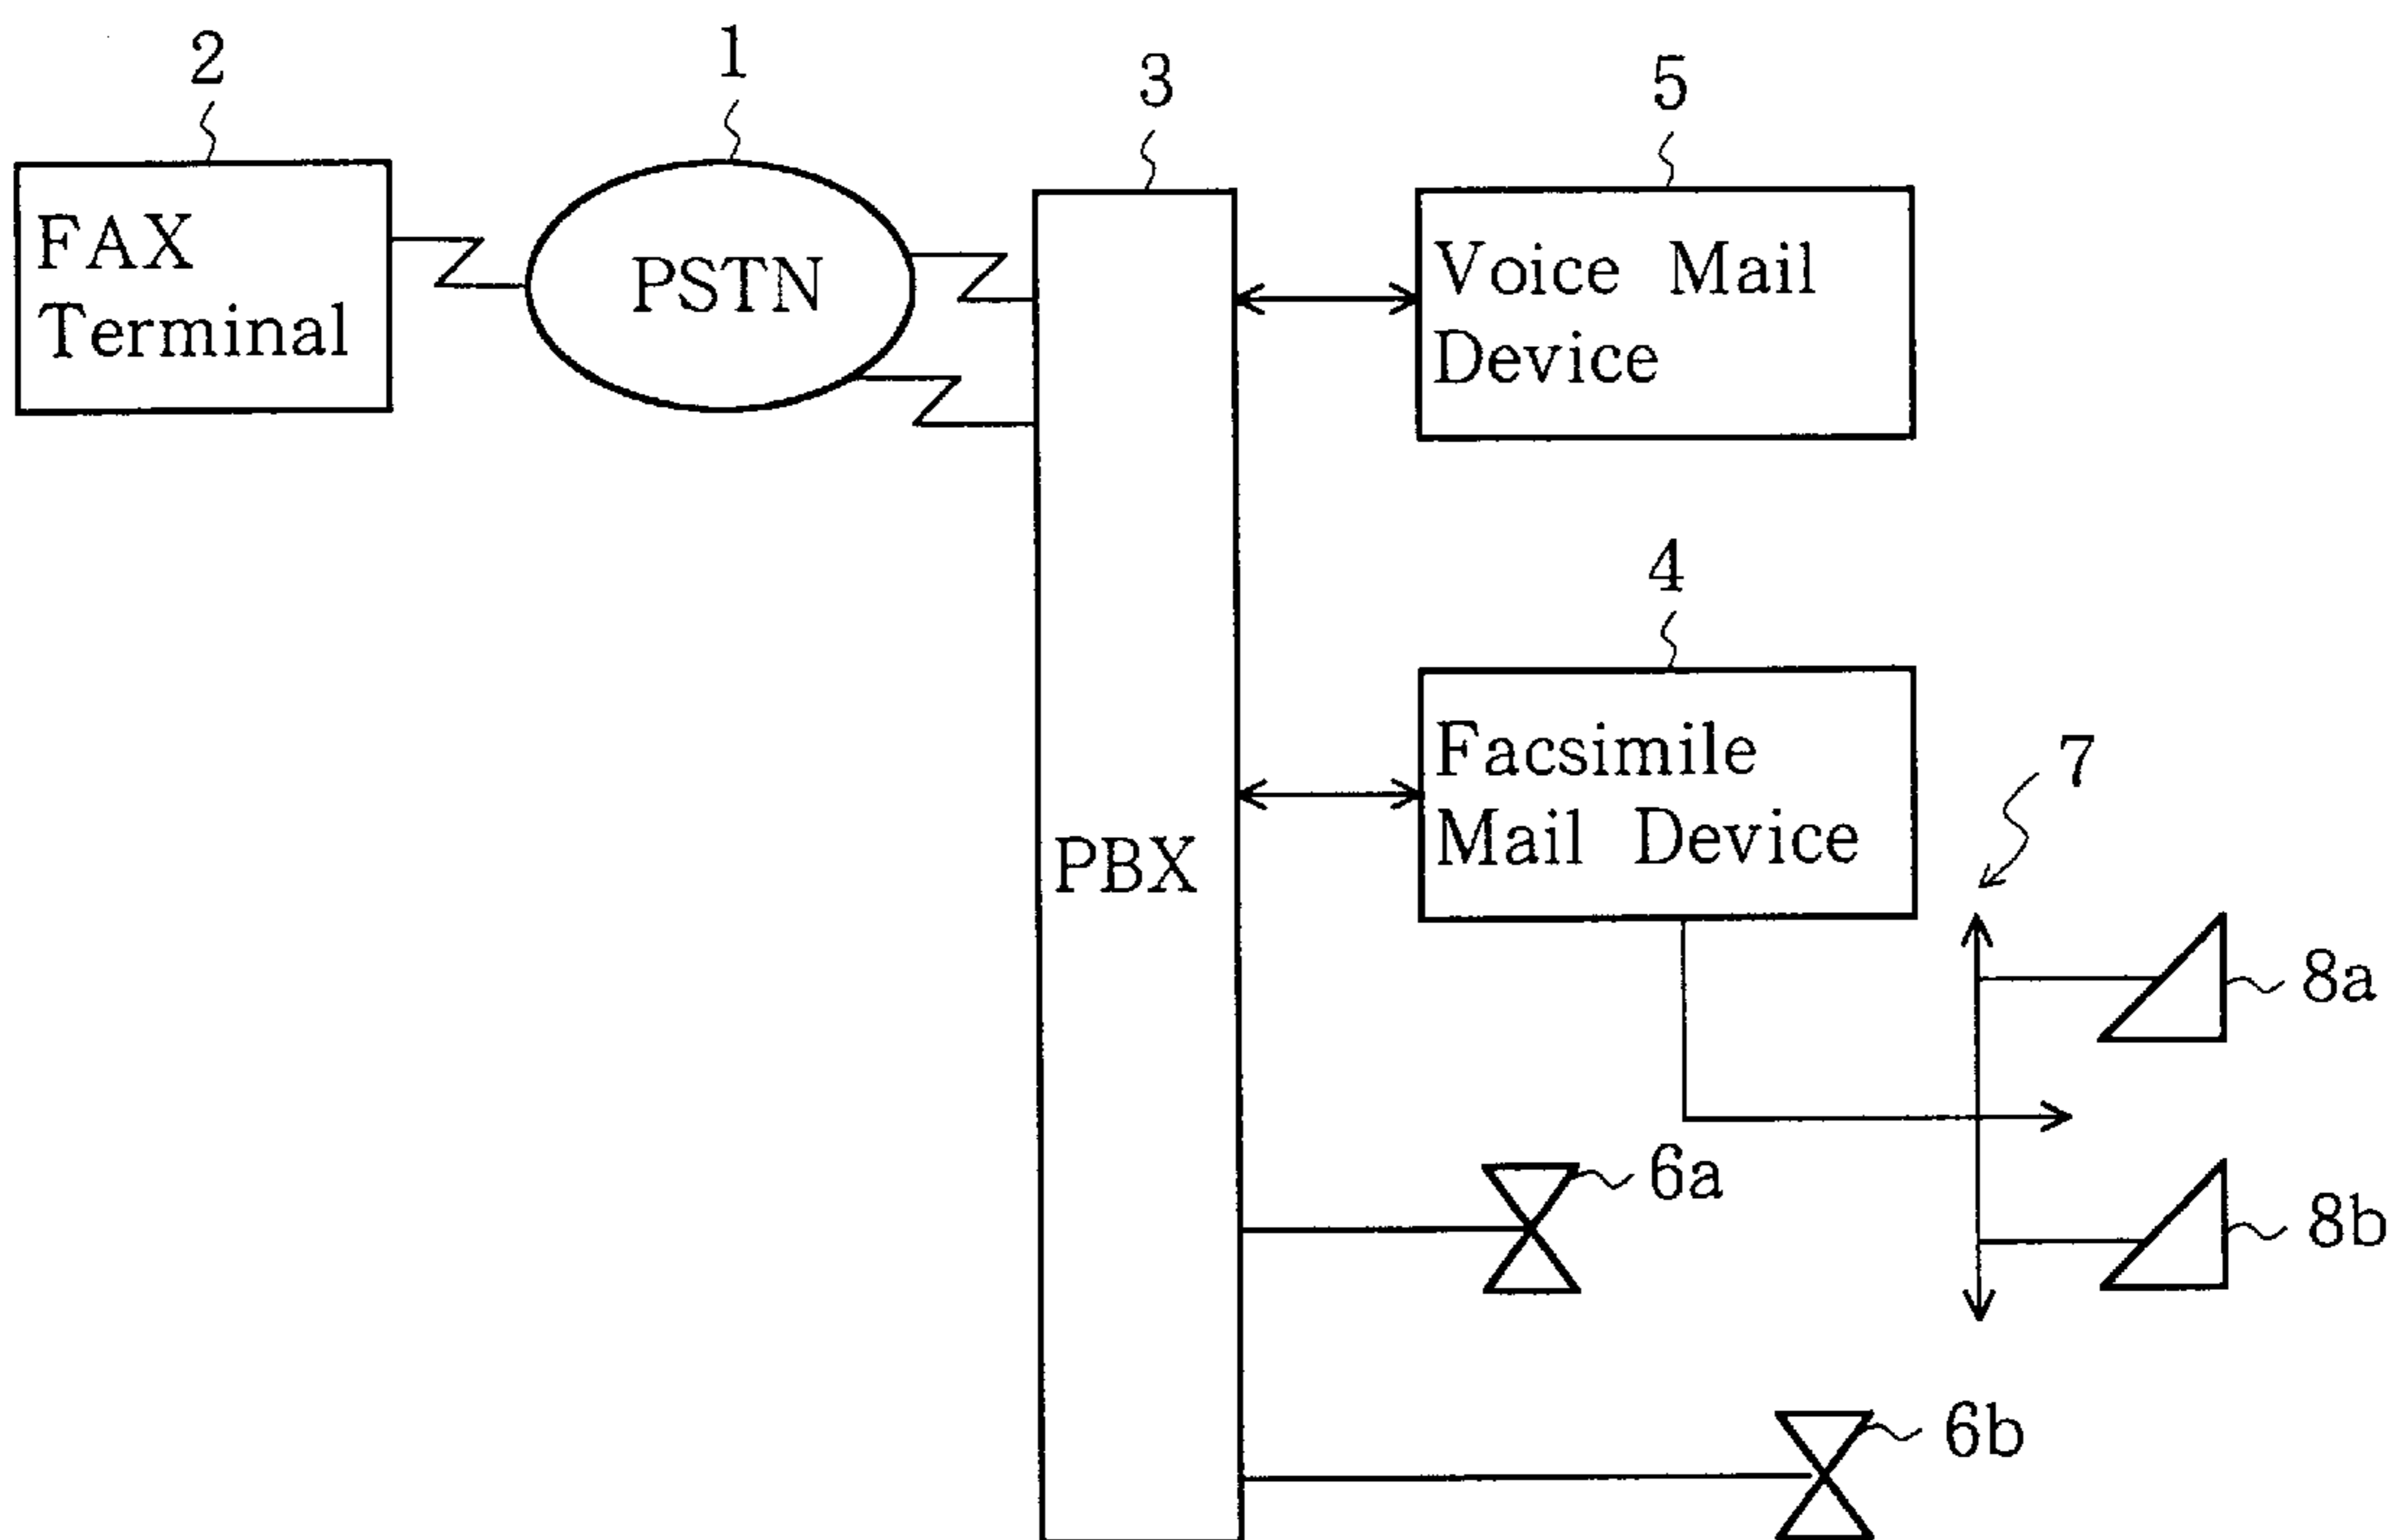 2
1
3
5
FAX
Terminal
PSTN
Voice Mail
Device
4
Facsimile
Mail Device
7
PBX
8a
6a
8b
6b